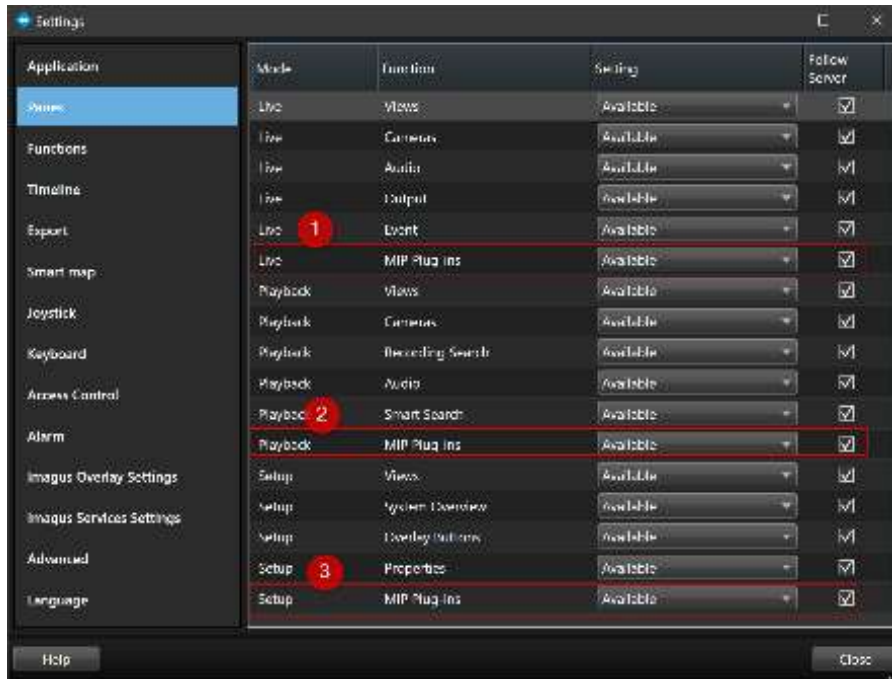 Settings
Application
Panes
Functions
Timeline
Export
Smart map
Joystick
Keyboard
Access Control
Alarm
Imagus Overlay Settings
Imagus Services Settings
Advanced
Language
Mode Function Setting Follow Server
Live Views Available
Live Cameras Available
Live Audio Available
Live Output Available
Live 1 Event Available
Live MIP Plug-ins Available
Playback Views Available
Playback Cameras Available
Playback Recording Search Available
Playback Audio Available
Playback 2 Smart Search Available
Playback MIP Plug-ins Available
Setup Views Available
Setup System Overview Available
Setup Overlay Buttons Available
Setup 3 Properties Available
Setup MIP Plug-ins Available
Help Close